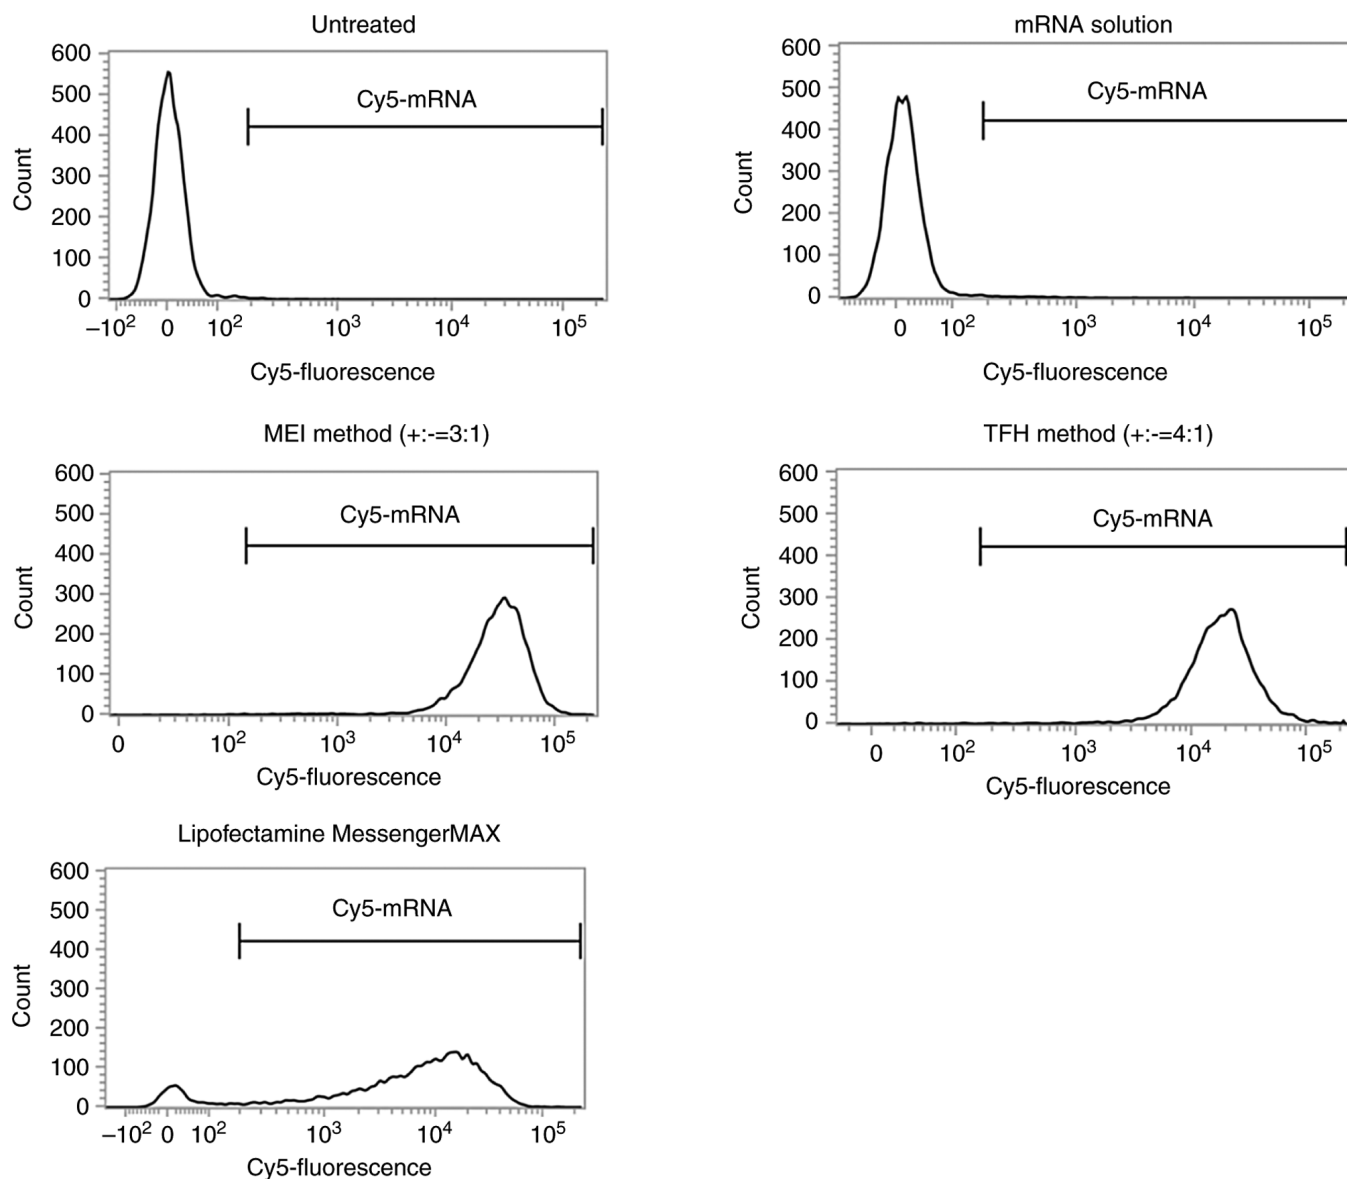 Untreated
600
500
400
300
200
100
0
Count
Cy5-mRNA
−10² 0 10² 10³ 10⁴ 10⁵
Cy5-fluorescence
mRNA solution
600
500
400
300
200
100
0
Count
Cy5-mRNA
0 10² 10³ 10⁴ 10⁵
Cy5-fluorescence
MEI method (+:-=3:1)
600
500
400
300
200
100
0
Count
Cy5-mRNA
0 10² 10³ 10⁴ 10⁵
Cy5-fluorescence
TFH method (+:-=4:1)
600
500
400
300
200
100
0
Count
Cy5-mRNA
0 10² 10³ 10⁴ 10⁵
Cy5-fluorescence
Lipofectamine MessengerMAX
600
500
400
300
200
100
0
Count
Cy5-mRNA
−10² 0 10² 10³ 10⁴ 10⁵
Cy5-fluorescence